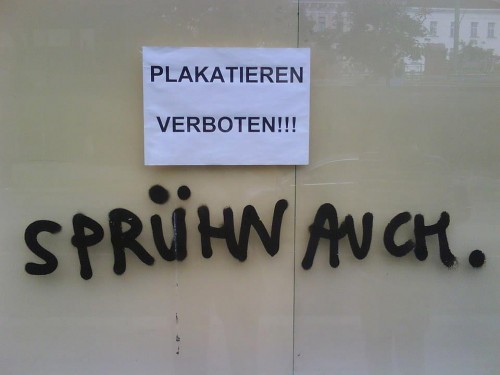 PLAKATIEREN
VERBOTEN!!!
SPRÜHN AUCH.